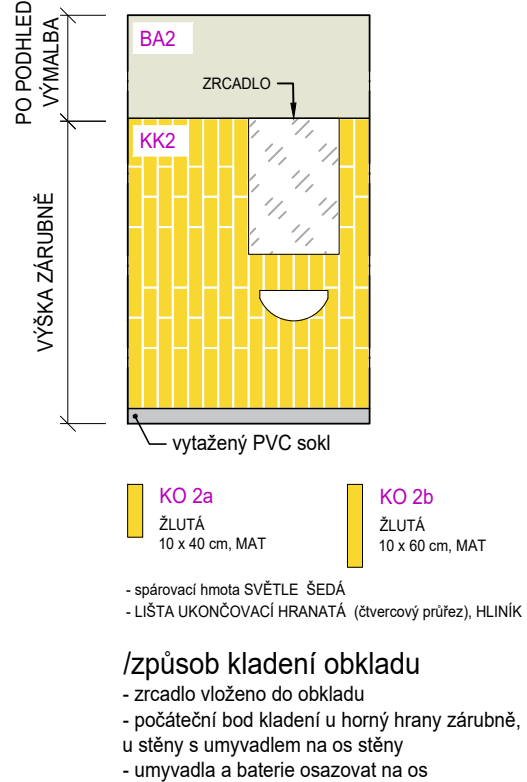 PO PODHLED
VÝMALBA
BA2
ZRCADLO
KK2
VÝŠKA ZÁRUBNĚ
vytažený PVC sokl
KO 2a
ŽLUTÁ
10 x 40 cm, MAT
KO 2b
ŽLUTÁ
10 x 60 cm, MAT
- spárovací hmota SVĚTLE ŠEDÁ
- LIŠTA UKONČOVACÍ HRANATÁ (čtvercový průřez), HLINÍK
/způsob kladení obkladu
- zrcadlo vloženo do obkladu
- počáteční bod kladení u horný hrany zárubně,
u stěny s umyvadlem na os stěny
- umyvadla a baterie osazovat na os